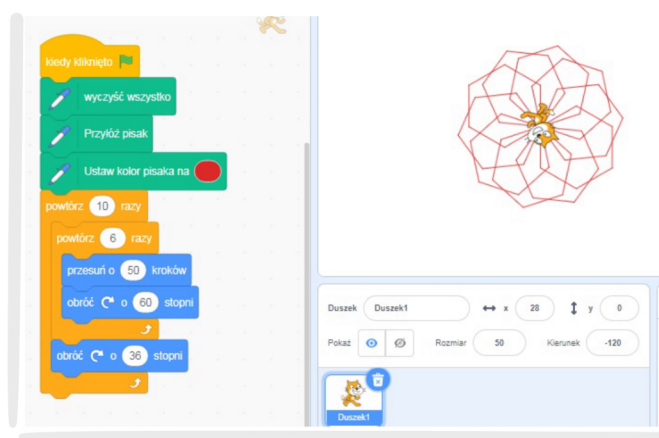 kiedy kliknięto
wyczyść wszystko
Przyłóż pisak
Ustaw kolor pisaka na
powtórz 10 razy
powtórz 6 razy
przesuń o 50 kroków
obróć o 60 stopni
obróć o 36 stopni
Duszek Duszek1 x 28 y 0
Pokaż Rozmiar 50 Kierunek -120
Duszek1